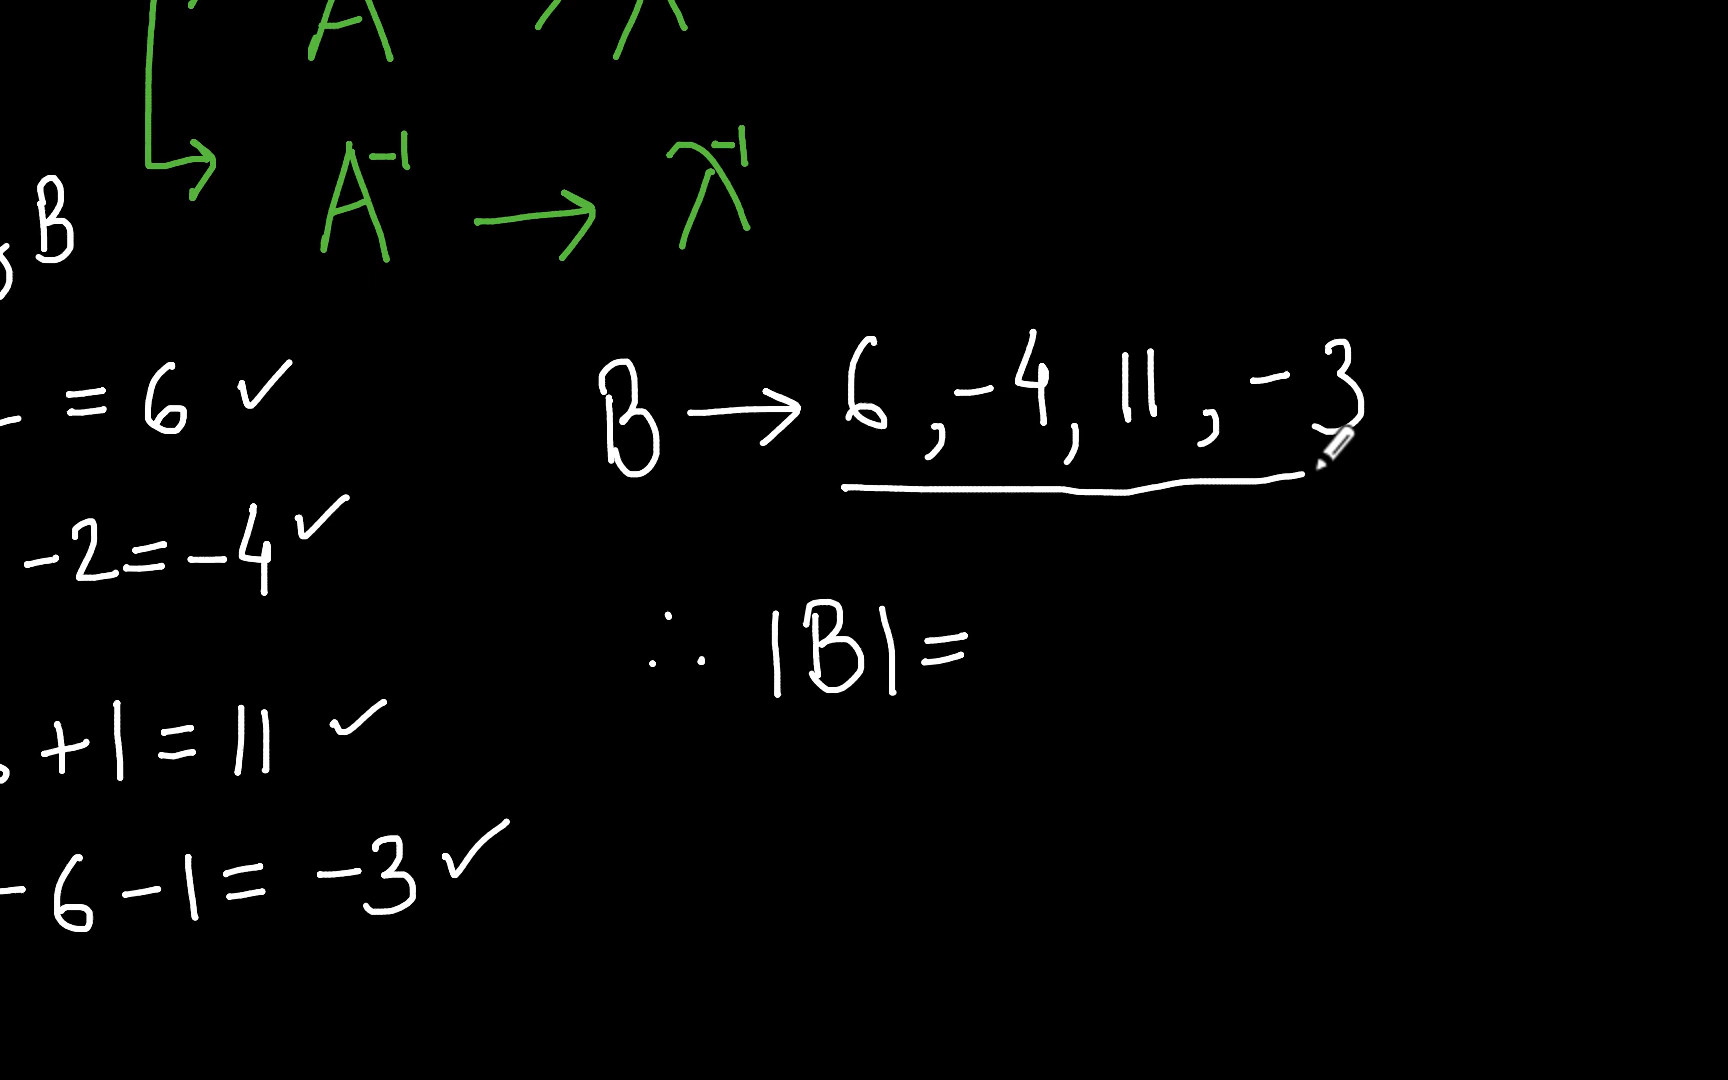 A λ
A⁻¹ → λ⁻¹
B
= 6 ✓
B → 6, -4, 11, -3
-2 = -4 ✓
∴ |B| =
+1 = 11 ✓
-6-1 = -3 ✓